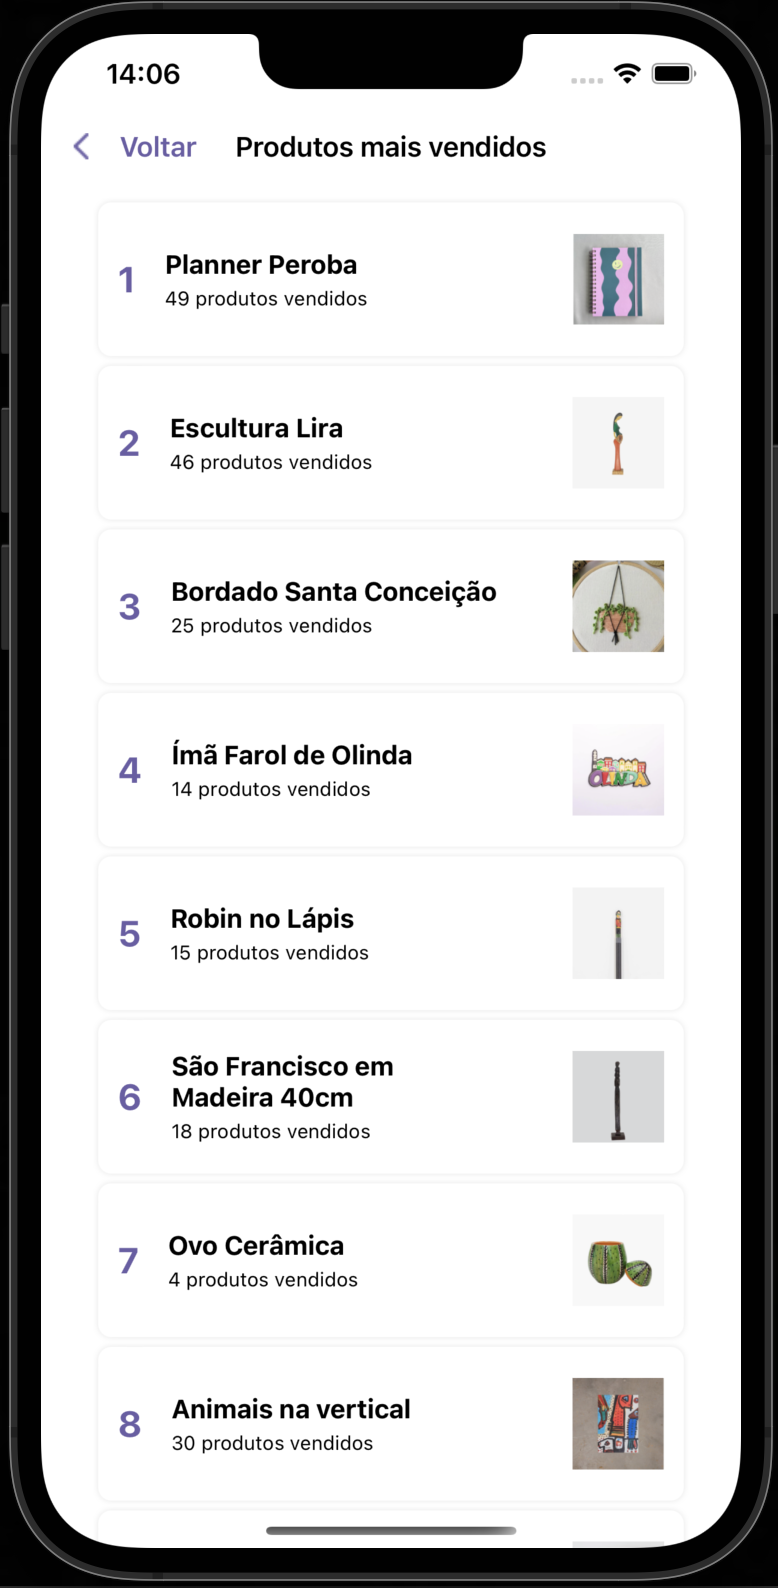 14:06
Voltar Produtos mais vendidos
1
Planner Peroba
49 produtos vendidos
2
Escultura Lira
46 produtos vendidos
3
Bordado Santa Conceição
25 produtos vendidos
4
Ímã Farol de Olinda
14 produtos vendidos
OLINDA
5
Robin no Lápis
15 produtos vendidos
6
São Francisco em
Madeira 40cm
18 produtos vendidos
7
Ovo Cerâmica
4 produtos vendidos
8
Animais na vertical
30 produtos vendidos